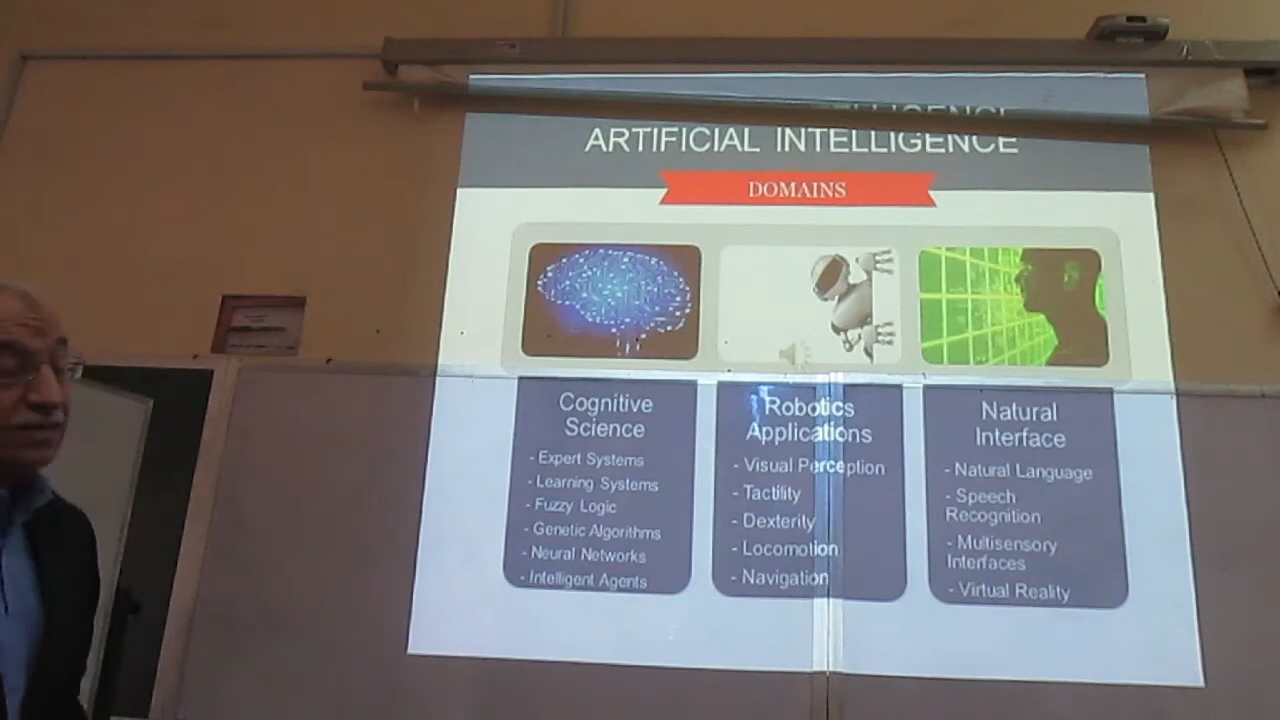 ARTIFICIAL INTELLIGENCE
DOMAINS
Cognitive
Science
- Expert Systems
- Learning Systems
- Fuzzy Logic
- Genetic Algorithms
- Neural Networks
- Intelligent Agents
Robotics
Applications
- Visual Perception
- Tactility
- Dexterity
- Locomotion
- Navigation
Natural
Interface
- Natural Language
- Speech
Recognition
- Multisensory
Interfaces
- Virtual Reality